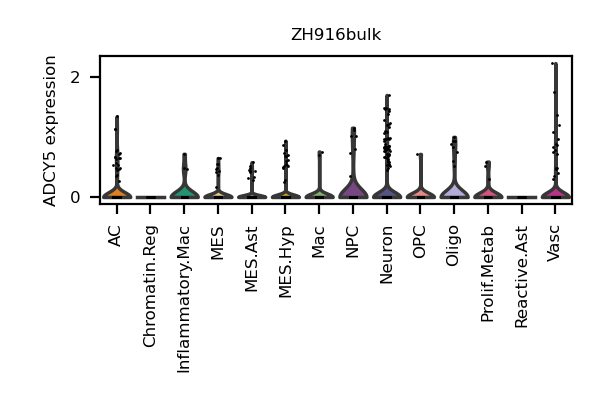 ZH916bulk
ADCY5 expression
2
0
AC
Chromatin.Reg
Inflammatory.Mac
MES
MES.Ast
MES.Hyp
Mac
NPC
Neuron
OPC
Oligo
Prolif.Metab
Reactive.Ast
Vasc